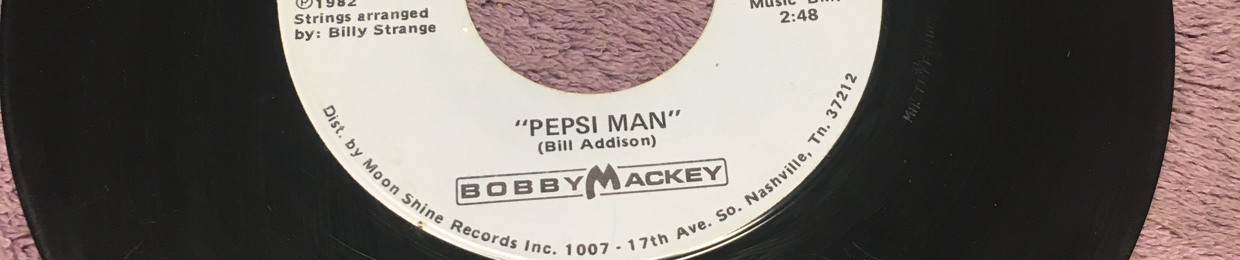 ℗1982
Strings arranged
by: Billy Strange
Music
2:48
"PEPSI MAN"
(Bill Addison)
BOBBY MACKEY
Dist. by Moon Shine Records Inc. 1007 - 17th Ave. So. Nashville, Tn. 37212